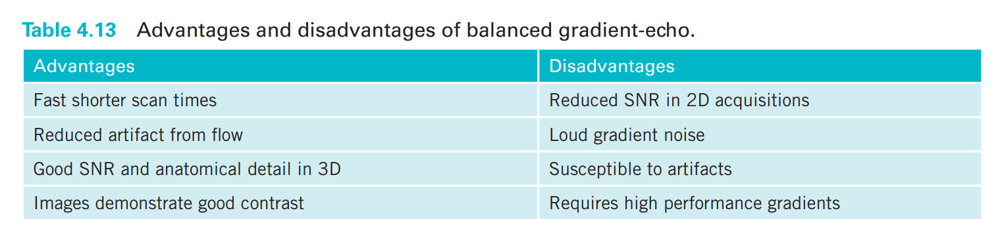 Table 4.13 Advantages and disadvantages of balanced gradient-echo.
Advantages Disadvantages
Fast shorter scan times Reduced SNR in 2D acquisitions
Reduced artifact from flow Loud gradient noise
Good SNR and anatomical detail in 3D Susceptible to artifacts
Images demonstrate good contrast Requires high performance gradients